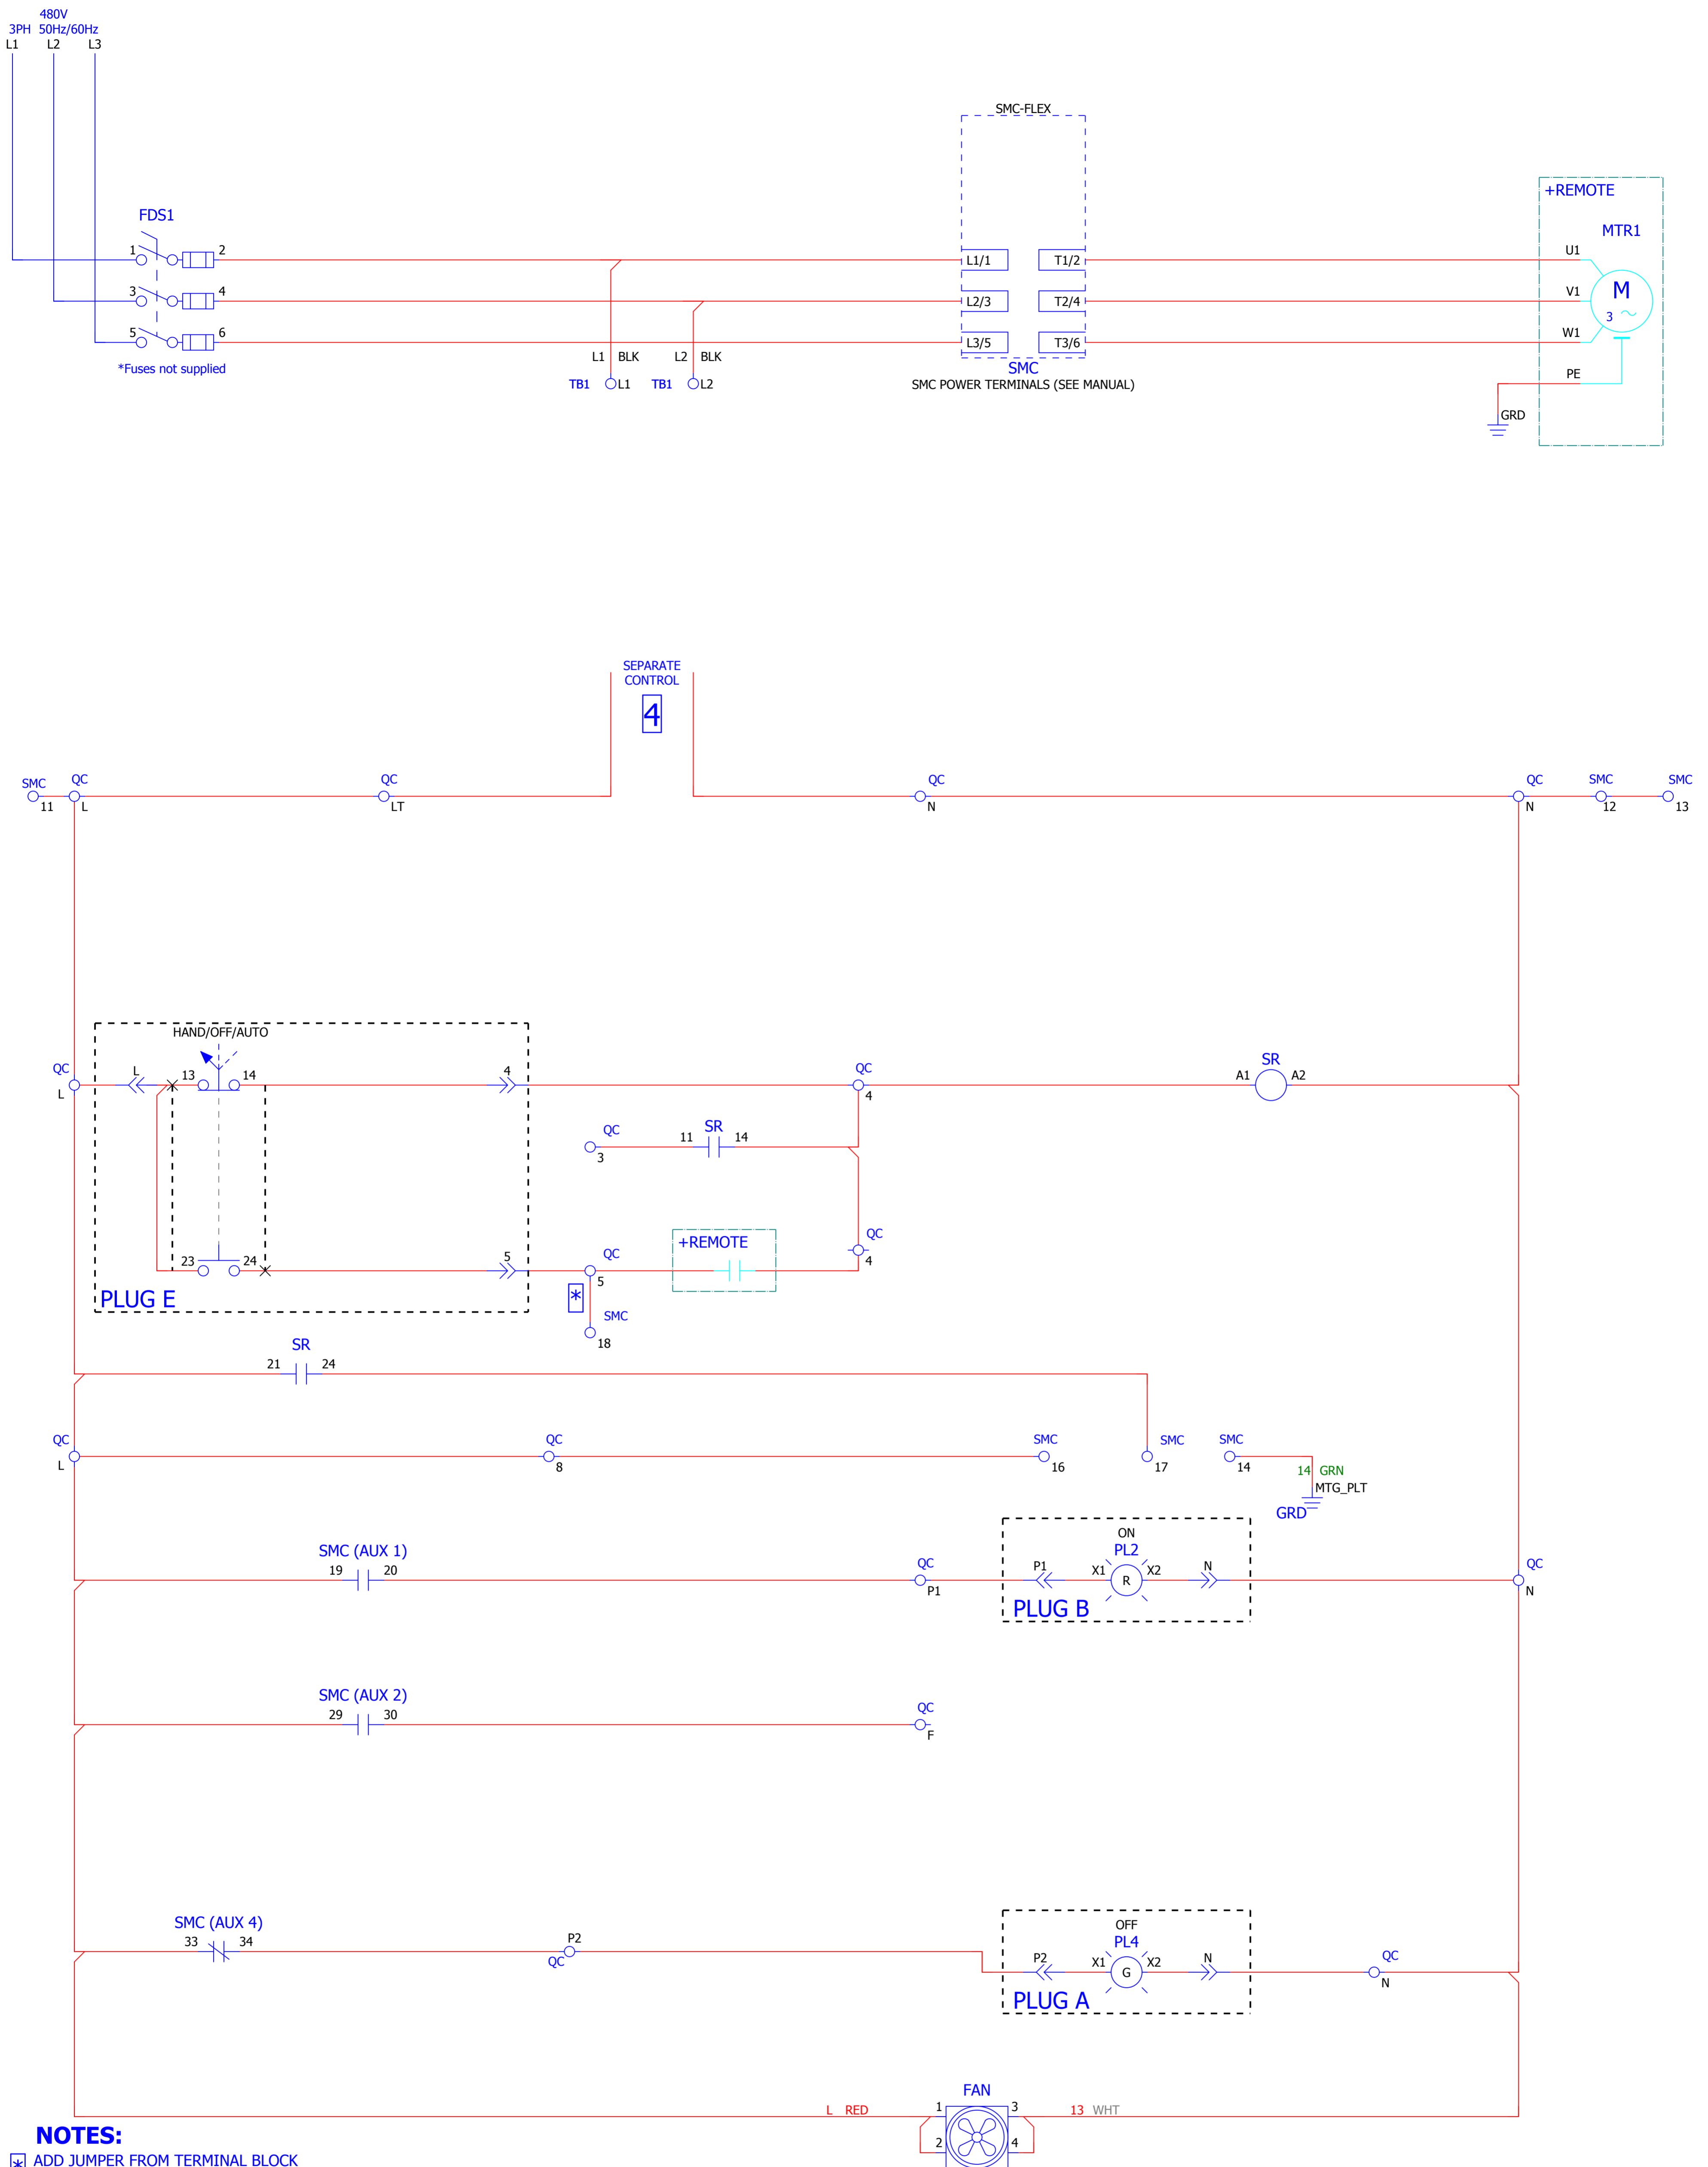 480V
3PH 50Hz/60Hz
L1 L2 L3
SMC-FLEX
+REMOTE
FDS1
MTR1
1 2 L1/1 T1/2 U1
3 4 L2/3 T2/4 V1 M
3
5 6 L3/5 T3/6 W1
*Fuses not supplied
L1 BLK L2 BLK
SMC
TB1 L1 TB1 L2
SMC POWER TERMINALS (SEE MANUAL)
PE
GRD
SEPARATE
CONTROL
4
SMC QC QC QC QC SMC SMC
11 L LT N N 12 13
HAND/OFF/AUTO
QC L 13 14 4 QC SR
A1 A2
L 4
QC 11 SR 14
3
+REMOTE QC
23 24 5 QC 4
5
PLUG E
*
SMC
18
SR
21 24
QC QC SMC SMC SMC
L 8 16 17 14
14 GRN
MTG_PLT
GRD
SMC (AUX 1) ON
PL2
19 20 QC P1 X1 R X2 N QC
P1 N
PLUG B
SMC (AUX 2)
29 30 QC
F
SMC (AUX 4) OFF
33 34 P2 PL4
QC P2 X1 G X2 N QC
N
PLUG A
FAN
L RED 1 3 13 WHT
2 4
NOTES:
* ADD JUMPER FROM TERMINAL BLOCK